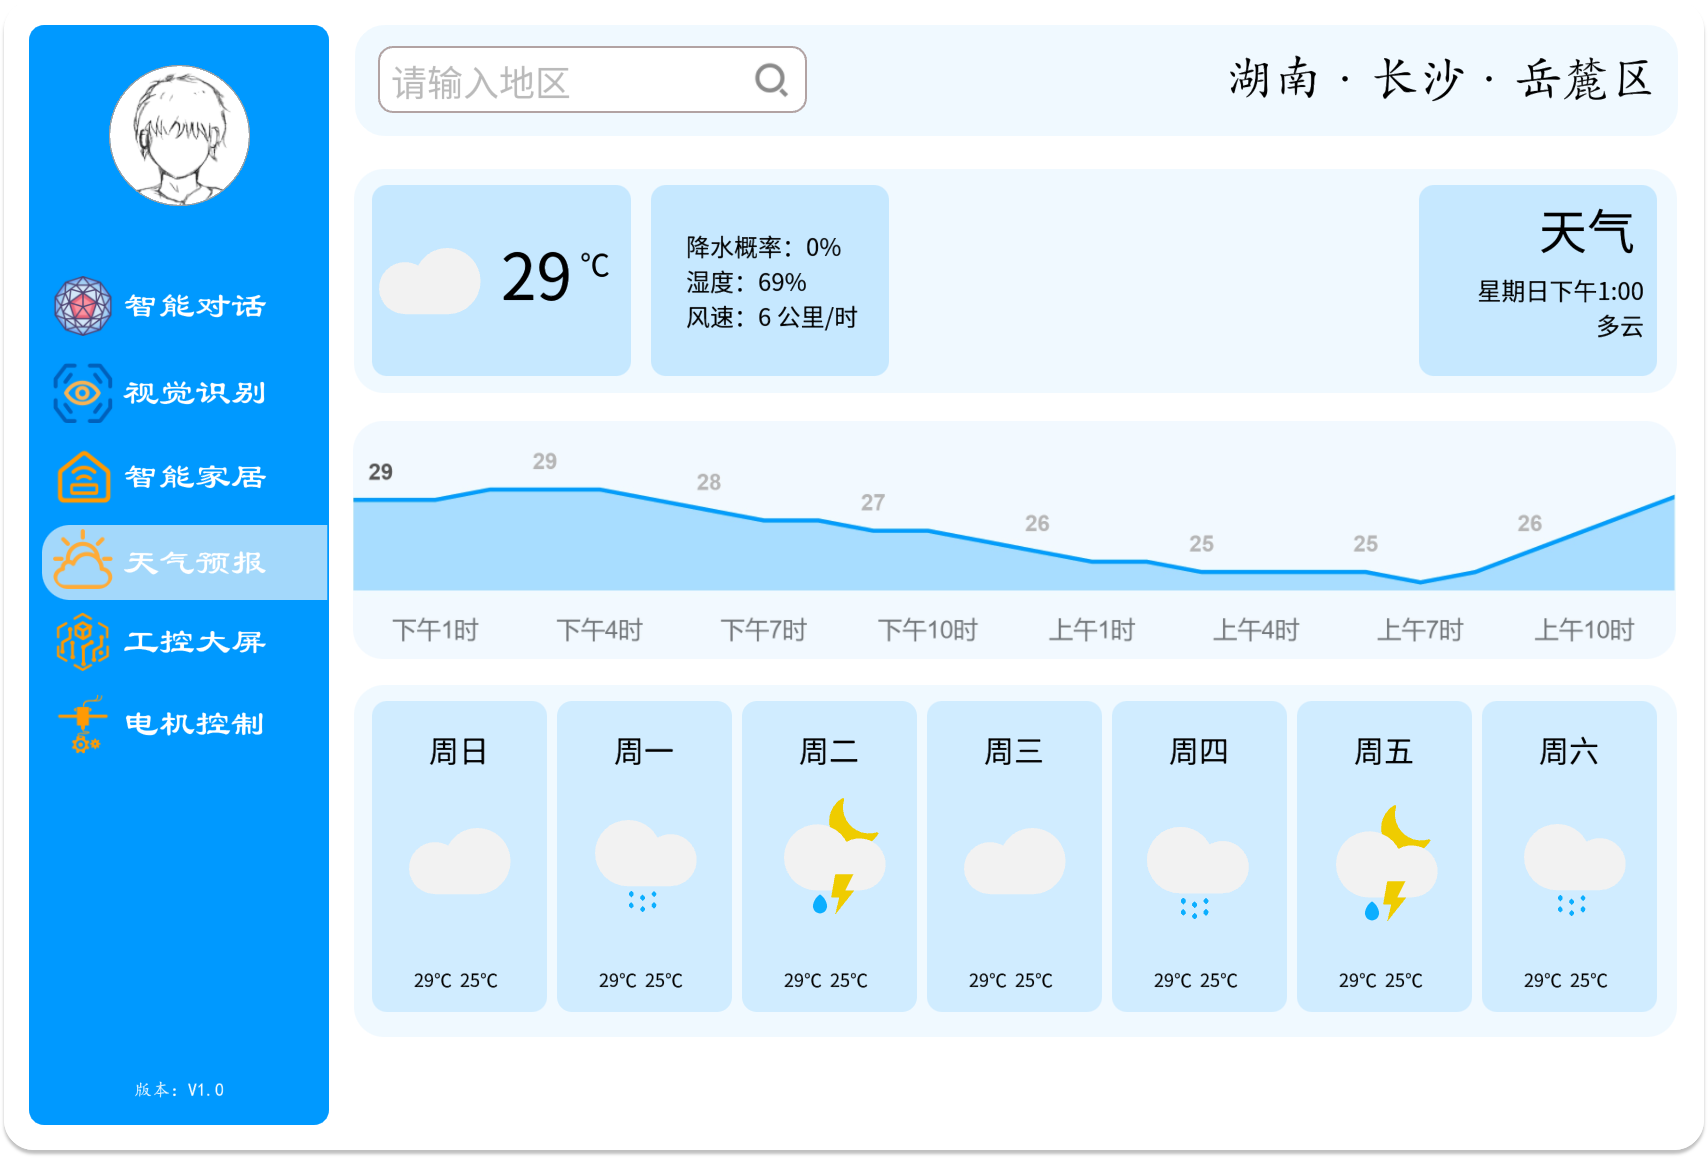 智能对话
视觉识别
智能家居
天气预报
工控大屏
电机控制
版本：V1.0
请输入地区
湖南·长沙·岳麓区
29 ℃
降水概率：0%
湿度：69%
风速：6 公里/时
天气
星期日下午1:00
多云
29 29 28 27 26 25 25 26
下午1时 下午4时 下午7时 下午10时 上午1时 上午4时 上午7时 上午10时
周日 周一 周二 周三 周四 周五 周六
29℃ 25℃ 29℃ 25℃ 29℃ 25℃ 29℃ 25℃ 29℃ 25℃ 29℃ 25℃ 29℃ 25℃